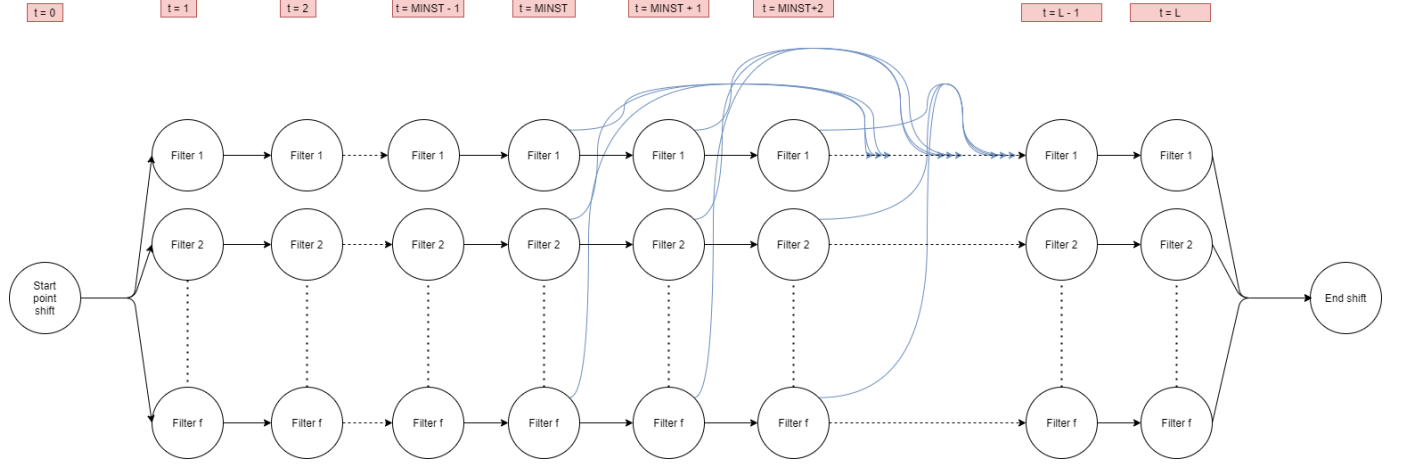 t = 0
t = 1
t = 2
t = MINST - 1
t = MINST
t = MINST + 1
t = MINST+2
t = L - 1
t = L
Filter 1
Filter 1
Filter 1
Filter 1
Filter 1
Filter 1
Filter 1
Filter 1
Filter 2
Filter 2
Filter 2
Filter 2
Filter 2
Filter 2
Filter 2
Filter 2
Start
point
shift
End shift
Filter f
Filter f
Filter f
Filter f
Filter f
Filter f
Filter f
Filter f